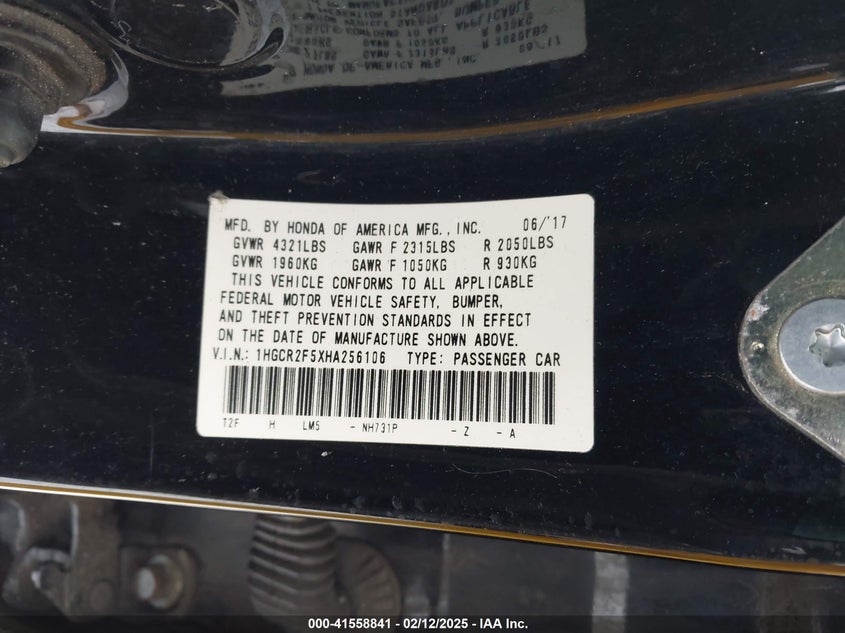 MFD. BY HONDA OF AMERICA MFG., INC. 06/'17
GVWR 4321LBS GAWR F 2315LBS R 2050LBS
GVWR 1960KG GAWR F 1050KG R 930KG
THIS VEHICLE CONFORMS TO ALL APPLICABLE
FEDERAL MOTOR VEHICLE SAFETY, BUMPER,
AND THEFT PREVENTION STANDARDS IN EFFECT
ON THE DATE OF MANUFACTURE SHOWN ABOVE.
V.I.N.: 1HGCR2F5XHA256106 TYPE: PASSENGER CAR
T2F H LM5 - NH731P - Z - A
000-41558841 / 02/12/2025 - IAA Inc.